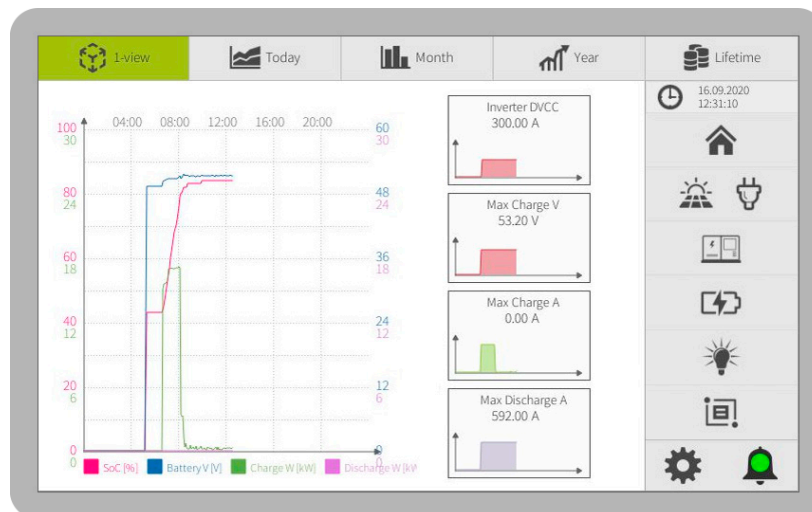 1-view
Today
Month
Year
Lifetime
16.09.2020
12:31:10
04:00 08:00 12:00 16:00 20:00
100
30
80
24
60
18
40
12
20
6
0
0
60
30
48
24
36
18
24
12
12
6
0
0
SoC [%] Battery V [V] Charge W [kW] Discharge W [kW
Inverter DVCC
300.00 A
Max Charge V
53.20 V
Max Charge A
0.00 A
Max Discharge A
592.00 A